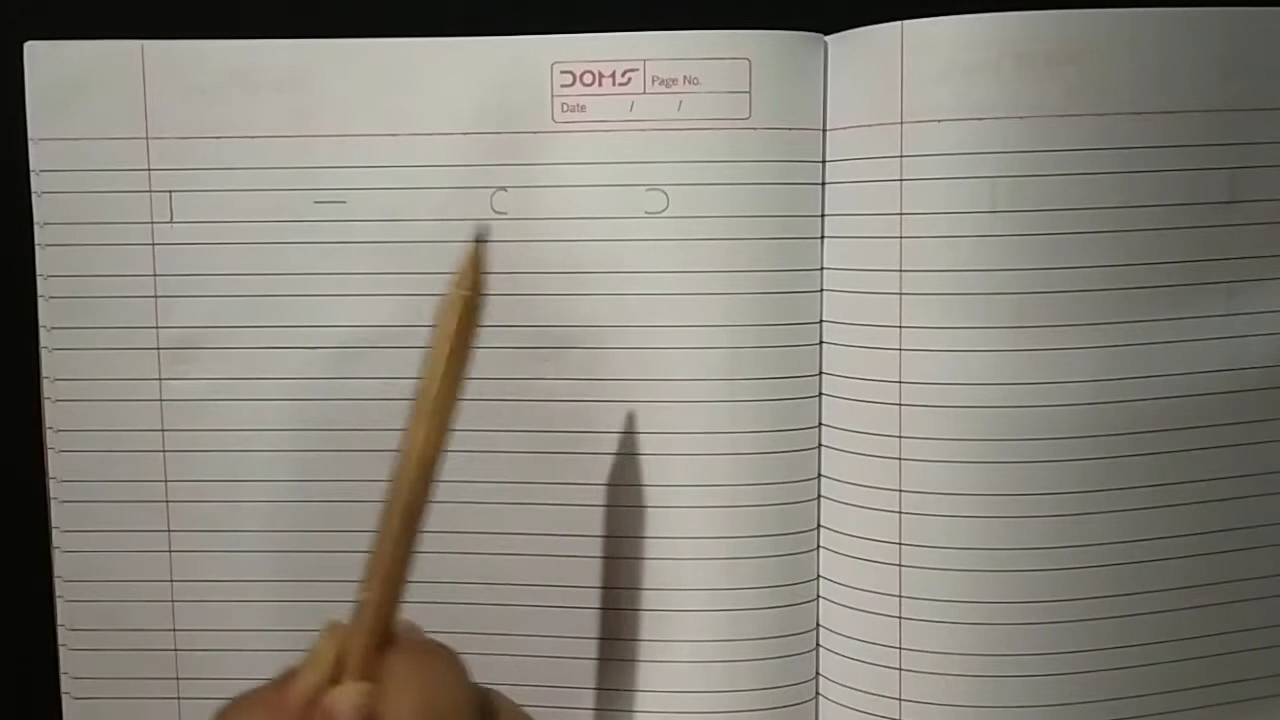 DOMS Page No.
Date / /
| — C Ɔ